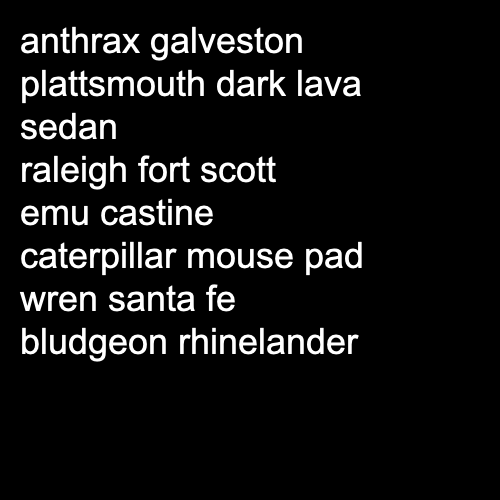 anthrax galveston
plattsmouth dark lava
sedan
raleigh fort scott
emu castine
caterpillar mouse pad
wren santa fe
bludgeon rhinelander